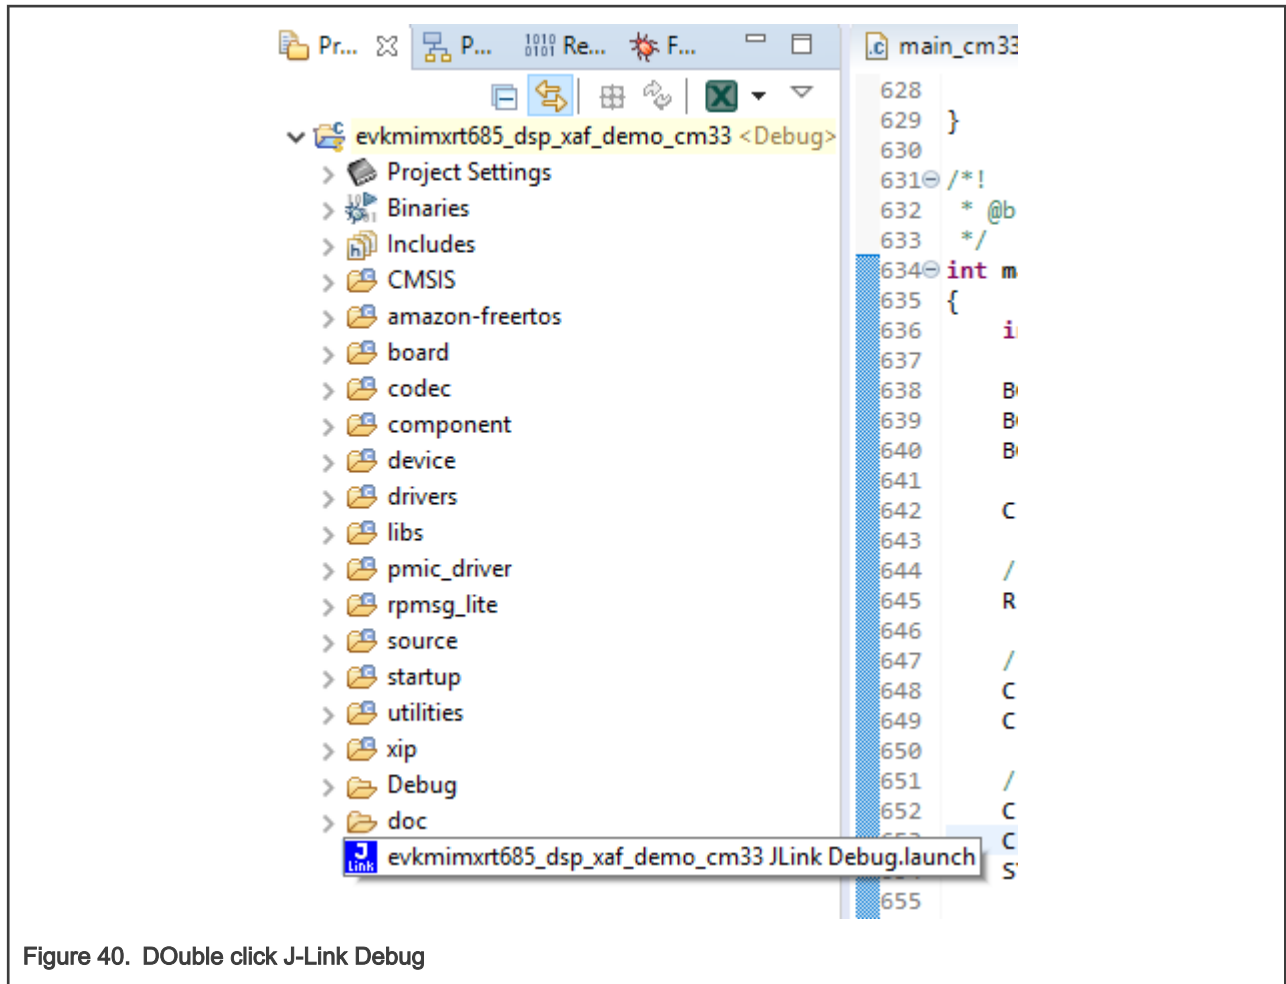 Pr... P... 1010 0101 Re... F... .c main_cm33
evkmimxrt685_dsp_xaf_demo_cm33 <Debug>
Project Settings
Binaries
Includes
CMSIS
amazon-freertos
board
codec
component
device
drivers
libs
pmic_driver
rpmsg_lite
source
startup
utilities
xip
Debug
doc
J Link evkmimxrt685_dsp_xaf_demo_cm33 JLink Debug.launch
628
629 }
630
631 /*!
632 * @b
633 */
634 int m
635 {
636 i
637
638 B
639 B
640 B
641
642 C
643
644 /
645 R
646
647 /
648 C
649 C
650
651 /
652 C
C
S
655
Figure 40. DOuble click J-Link Debug